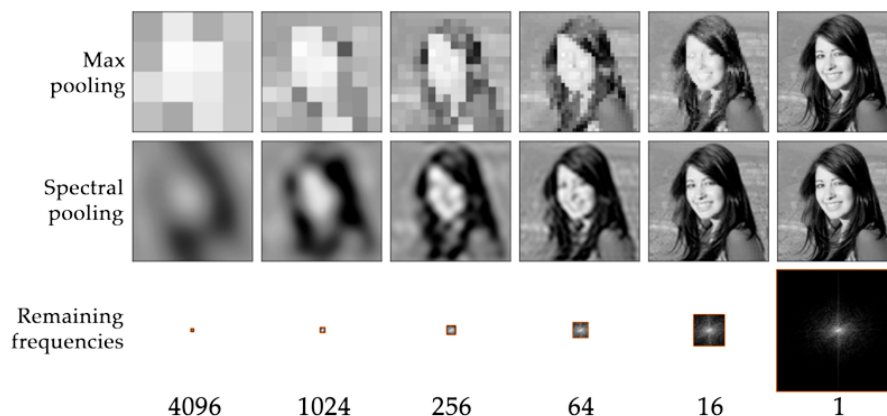 Max
pooling
Spectral
pooling
Remaining
frequencies
4096 1024 256 64 16 1